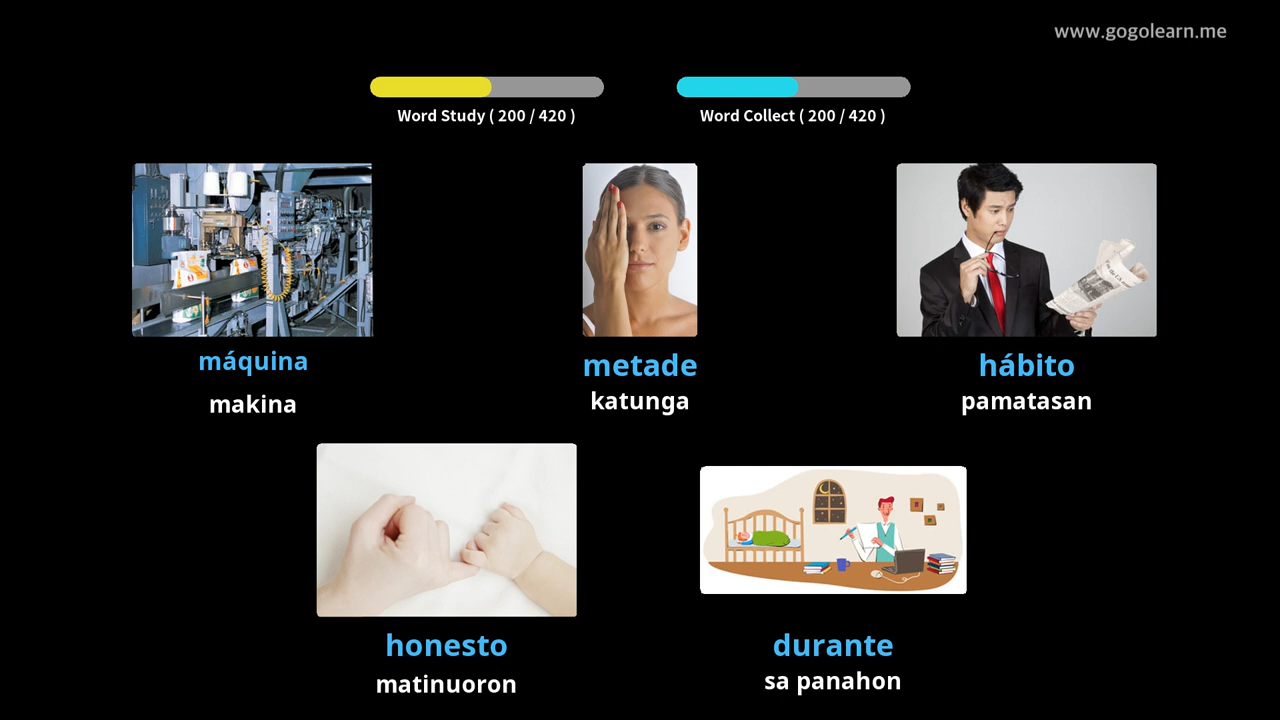 www.gogolearn.me
Word Study ( 200 / 420 )
Word Collect ( 200 / 420 )
máquina
makina
metade
katunga
hábito
pamatasan
honesto
matinuoron
durante
sa panahon